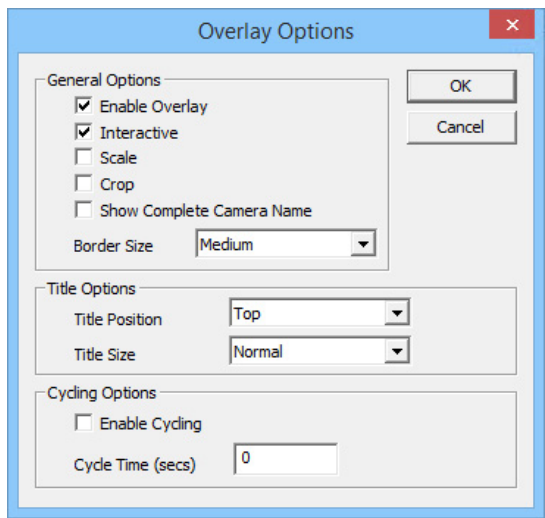 Overlay Options
General Options
Enable Overlay
Interactive
Scale
Crop
Show Complete Camera Name
Border Size Medium
OK
Cancel
Title Options
Title Position Top
Title Size Normal
Cycling Options
Enable Cycling
Cycle Time (secs) 0